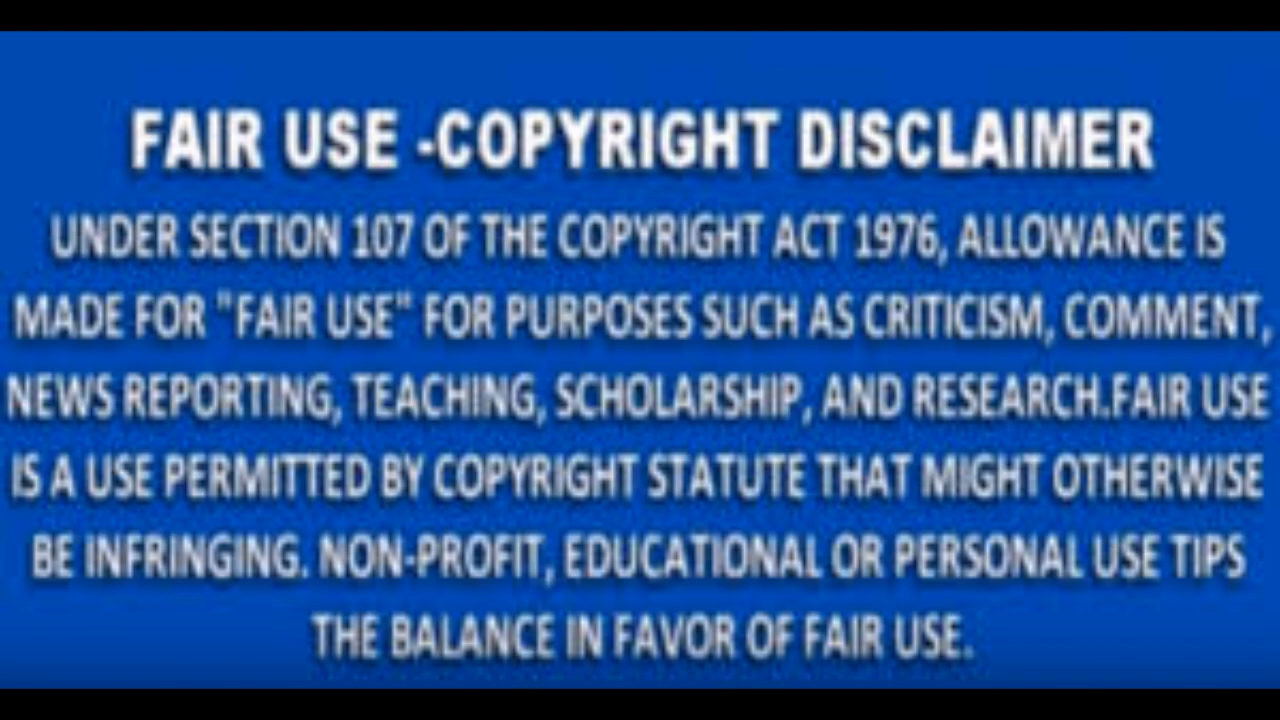 FAIR USE -COPYRIGHT DISCLAIMER
UNDER SECTION 107 OF THE COPYRIGHT ACT 1976, ALLOWANCE IS
MADE FOR "FAIR USE" FOR PURPOSES SUCH AS CRITICISM, COMMENT,
NEWS REPORTING, TEACHING, SCHOLARSHIP, AND RESEARCH.FAIR USE
IS A USE PERMITTED BY COPYRIGHT STATUTE THAT MIGHT OTHERWISE
BE INFRINGING. NON-PROFIT, EDUCATIONAL OR PERSONAL USE TIPS
THE BALANCE IN FAVOR OF FAIR USE.